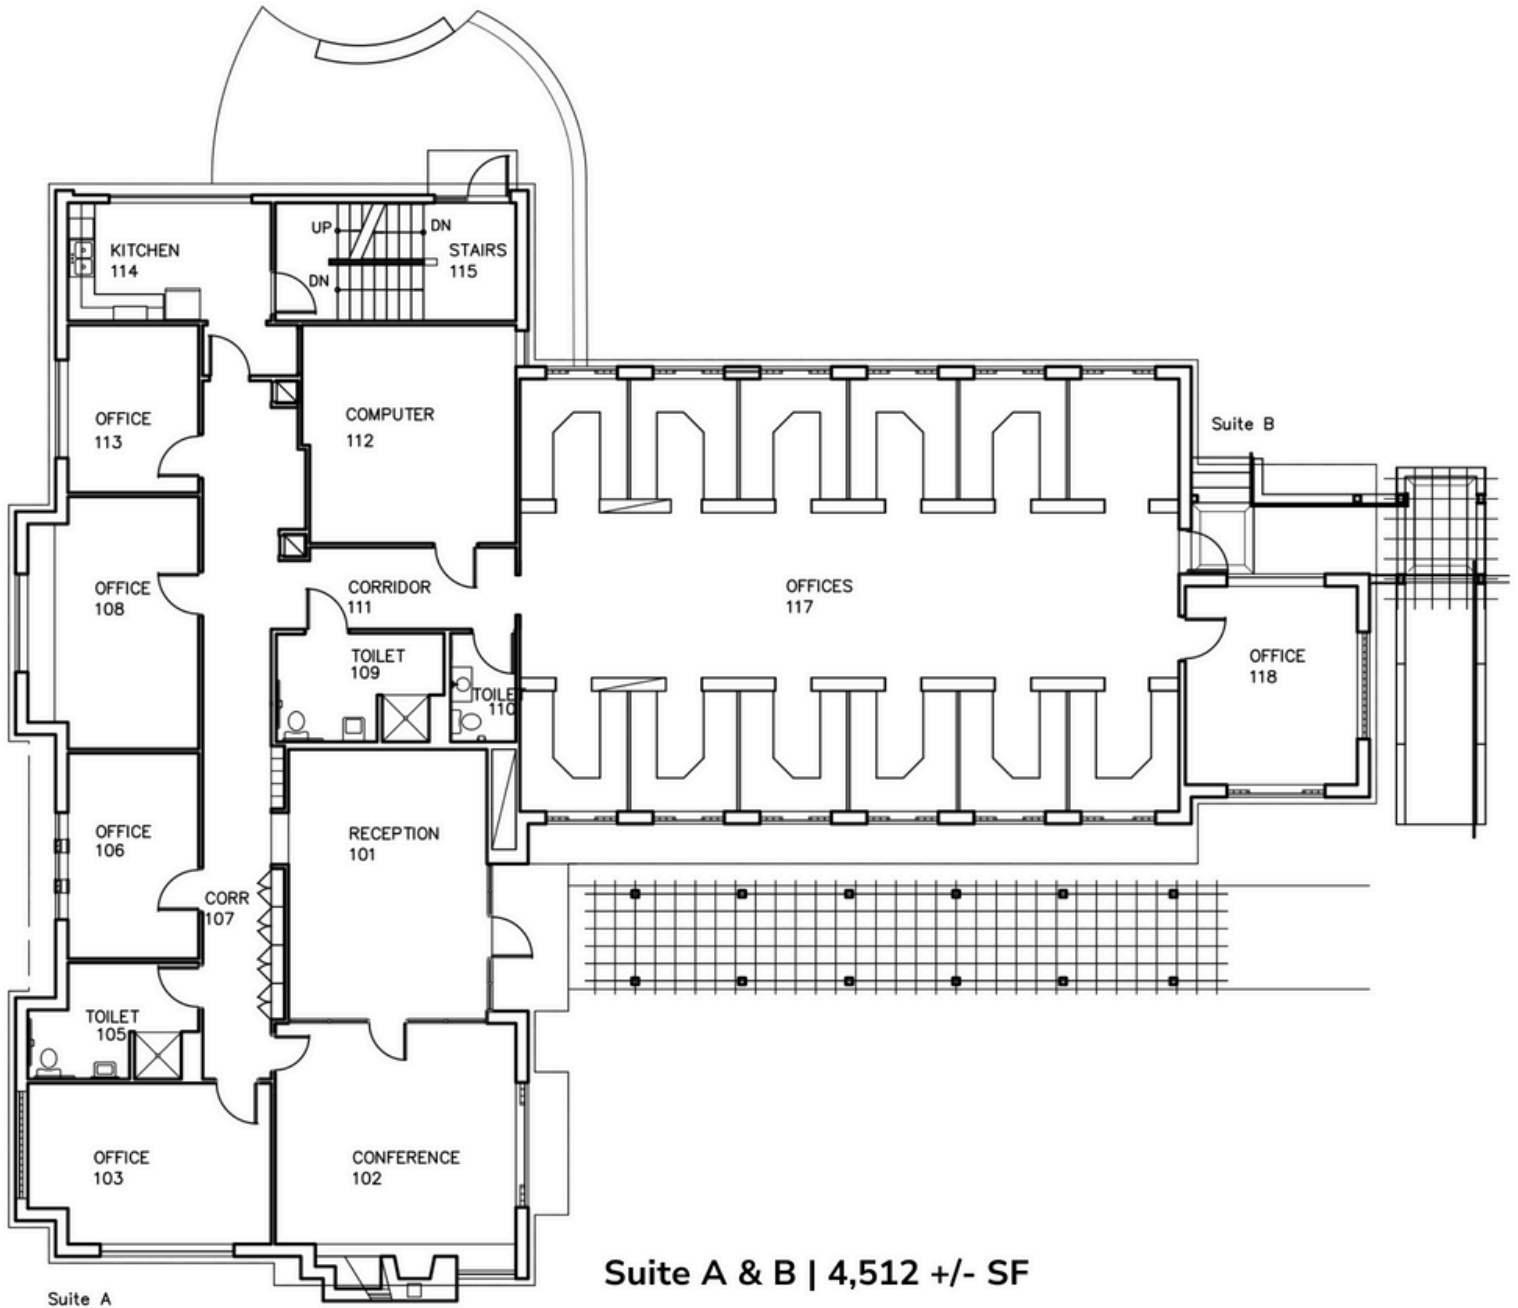 UP
DN
KITCHEN
114
STAIRS
115
DN
OFFICE
113
COMPUTER
112
Suite B
OFFICE
108
CORRIDOR
111
OFFICES
117
TOILET
109
OFFICE
118
TOILET
110
OFFICE
106
RECEPTION
101
CORR
107
TOILET
105
OFFICE
103
CONFERENCE
102
Suite A & B | 4,512 +/- SF
Suite A